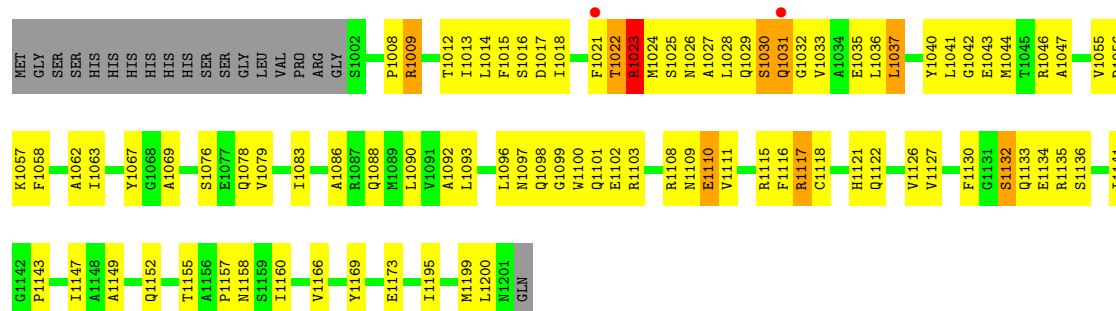 MET GLY SER SER HIS HIS HIS HIS HIS HIS SER SER GLY LEU VAL PRO ARG GLY S1002 P1008 R1009 T1012 I1013 L1014 F1015 S1016 D1017 I1018 F1021 T1022 R1023 M1024 S1025 N1026 A1027 L1028 Q1029 S1030 Q1031 G1032 V1033 A1034 E1035 L1036 L1037 Y1040 L1041 G1042 E1043 M1044 T1045 R1046 A1047 V1055
K1057 F1058 A1062 I1063 Y1067 G1068 A1069 S1076 E1077 Q1078 V1079 I1083 A1086 R1087 Q1088 M1089 L1090 V1091 A1092 L1093 L1096 N1097 Q1098 G1099 W1100 Q1101 E1102 R1103 R1108 N1109 E1110 V1111 R1115 F1116 R1117 C1118 H1121 Q1122 V1126 V1127 F1130 G1131 S1132 Q1133 E1134 R1135 S1136
G1142 P1143 I1147 A1148 A1149 Q1152 T1155 A1156 P1157 N1158 S1159 I1160 V1166 Y1169 E1173 I1195 M1199 L1200 N1201 GLN